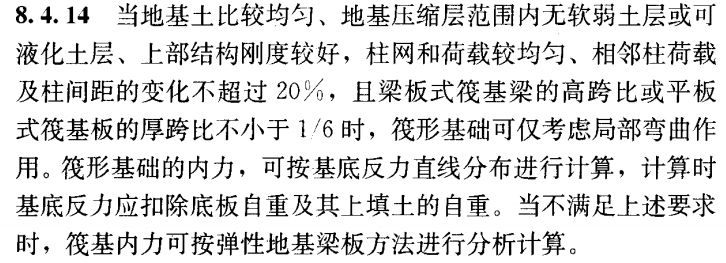 8.4.14 当地基土比较均匀、地基压缩层范围内无软弱土层或可
液化土层、上部结构刚度较好，柱网和荷载较均匀、相邻柱荷载
及柱间距的变化不超过 20%，且梁板式筏基梁的高跨比或平板
式筏基板的厚跨比不小于 1/6 时，筏形基础可仅考虑局部弯曲作
用。筏形基础的内力，可按基底反力直线分布进行计算，计算时
基底反力应扣除底板自重及其上填土的自重。当不满足上述要求
时，筏基内力可按弹性地基梁板方法进行分析计算。